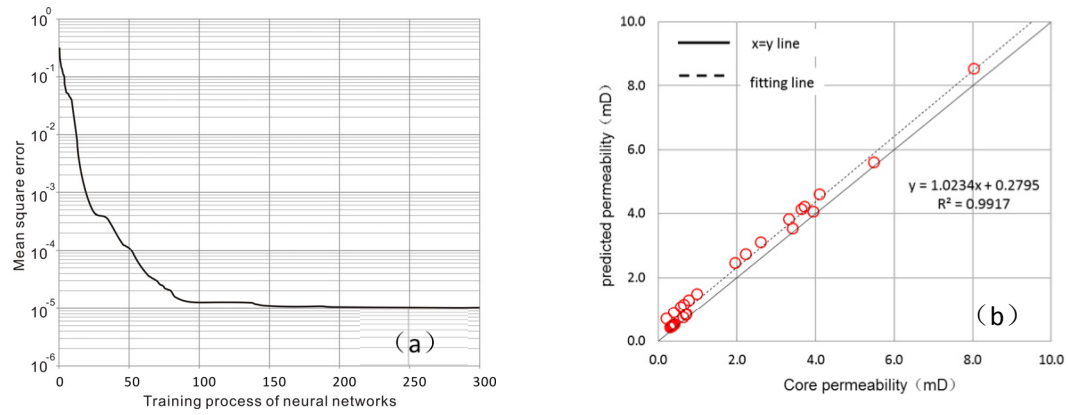 10⁰
10⁻¹
10⁻²
10⁻³
10⁻⁴
10⁻⁵
10⁻⁶
Mean square error
0 50 100 150 200 250 300
Training process of neural networks
(a)
10.0
8.0
6.0
4.0
2.0
0.0
predicted permeability（mD）
x=y line
fitting line
y = 1.0234x + 0.2795
R² = 0.9917
(b)
0.0 2.0 4.0 6.0 8.0 10.0
Core permeability（mD）